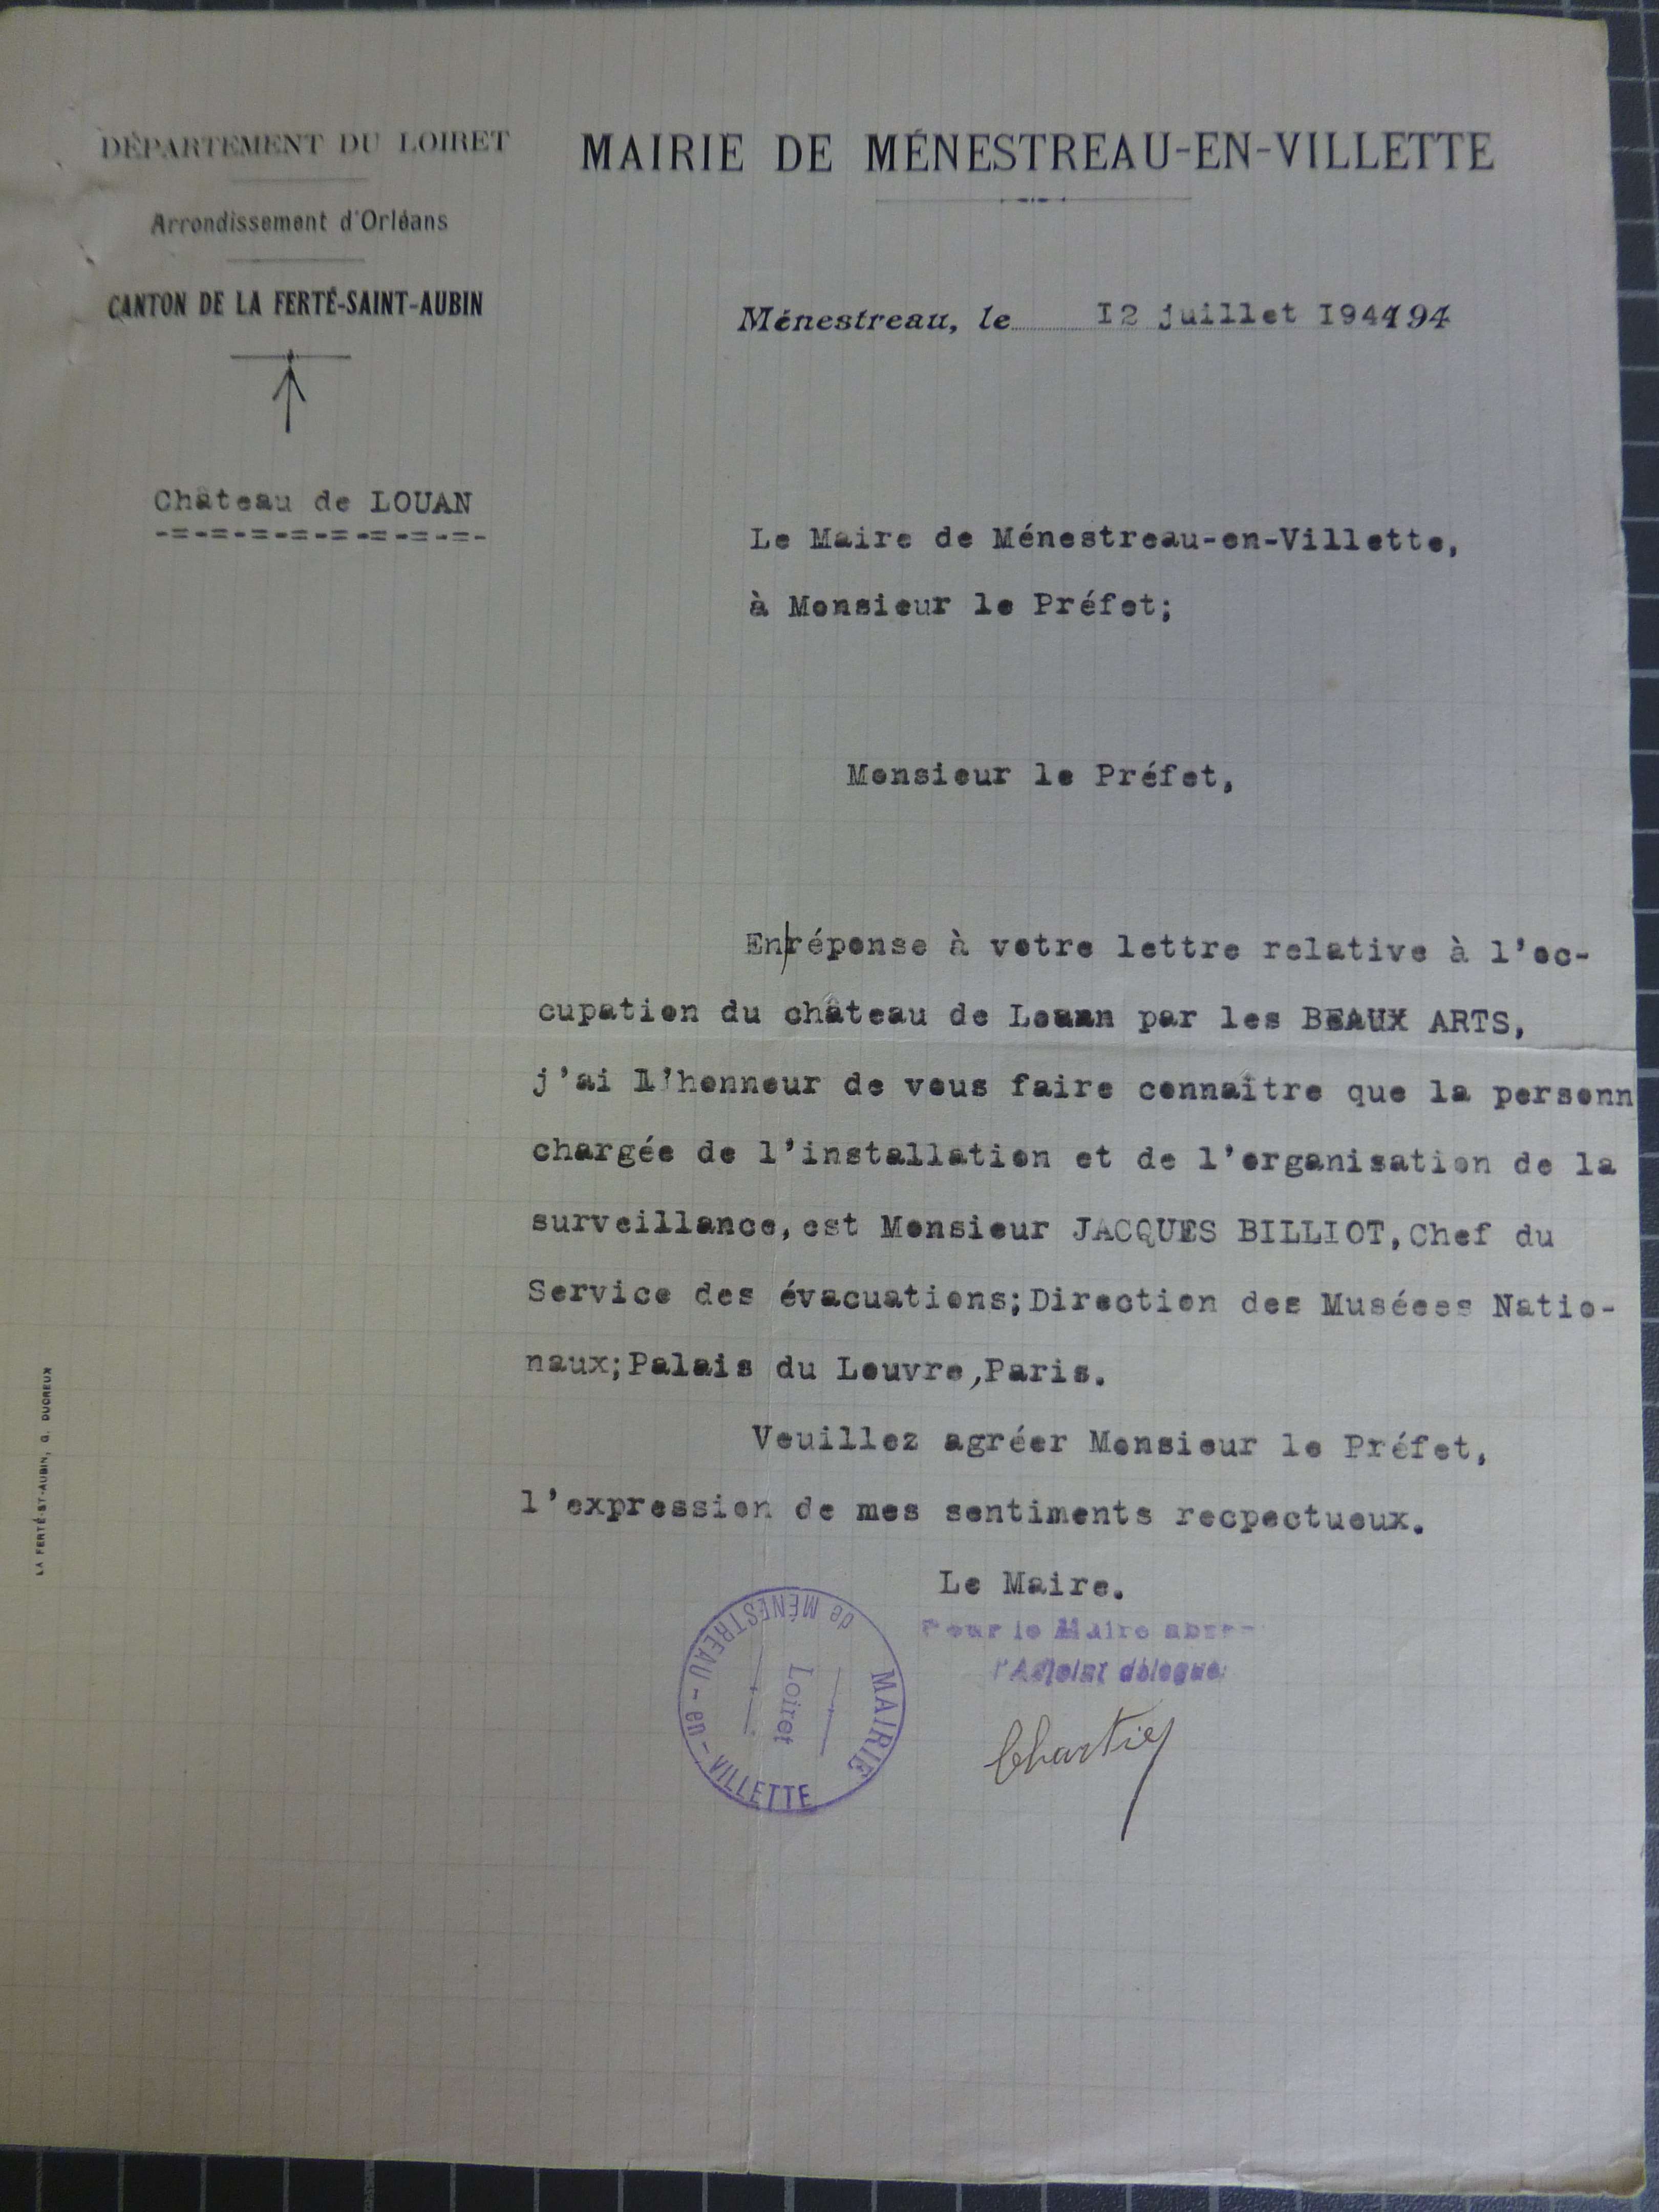 DÉPARTEMENT DU LOIRET
Arrondissement d'Orléans
CANTON DE LA FERTÉ-SAINT-AUBIN
Château de LOUAN
-=-=-=-=-=-=-=-=-
MAIRIE DE MÉNESTREAU-EN-VILLETTE
Ménestreau, le I2 juillet I944 194
Le Maire de Ménestreau-en-Villette,
à Monsieur le Préfet;
Monsieur le Préfet,
En réponse à votre lettre relative à l'oc-
cupation du château de Louan par les BEAUX ARTS,
j'ai l'honneur de vous faire connaître que la personn
chargée de l'installation et de l'organisation de la
surveillance, est Monsieur JACQUES BILLIOT, Chef du
Service des évacuations; Direction des Muséees Natio-
naux; Palais du Louvre, Paris.
Veuillez agréer Monsieur le Préfet,
l'expression de mes sentiments recpectueux.
Le Maire.
Pour le Maire
l'Adjoint délégué
Chartier
MAIRIE de MÉNESTREAU-en-VILLETTE
Loiret
LA FERTÉ-ST-AUBIN, G. DUCREUX